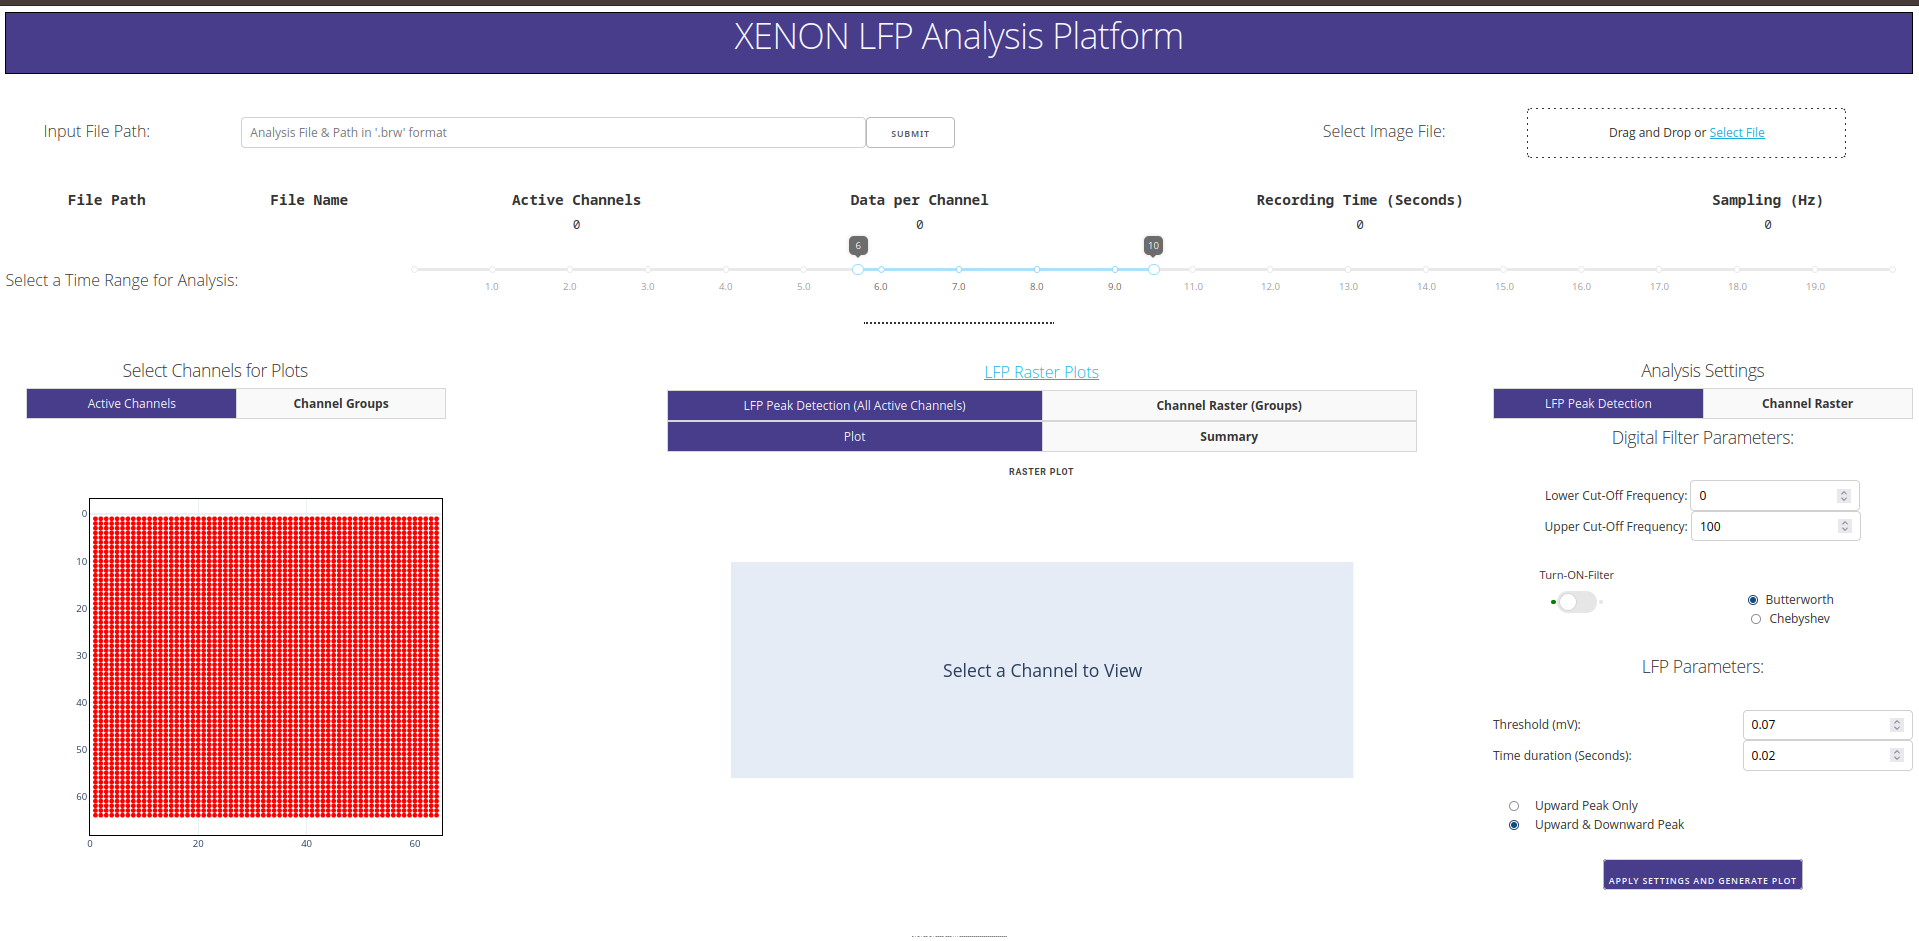 XENON LFP Analysis Platform
Input File Path: Analysis File & Path in '.brw' format SUBMIT Select Image File: Drag and Drop or Select File
File Path File Name Active Channels Data per Channel Recording Time (Seconds) Sampling (Hz)
0 0 0 0
6 10
Select a Time Range for Analysis:
1.0 2.0 3.0 4.0 5.0 6.0 7.0 8.0 9.0 11.0 12.0 13.0 14.0 15.0 16.0 17.0 18.0 19.0
Select Channels for Plots
Active Channels Channel Groups
0
10
20
30
40
50
60
0 20 40 60
LFP Raster Plots
LFP Peak Detection (All Active Channels) Channel Raster (Groups)
Plot Summary
RASTER PLOT
Select a Channel to View
Analysis Settings
LFP Peak Detection Channel Raster
Digital Filter Parameters:
Lower Cut-Off Frequency: 0
Upper Cut-Off Frequency: 100
Turn-ON-Filter
Butterworth
Chebyshev
LFP Parameters:
Threshold (mV): 0.07
Time duration (Seconds): 0.02
Upward Peak Only
Upward & Downward Peak
APPLY SETTINGS AND GENERATE PLOT